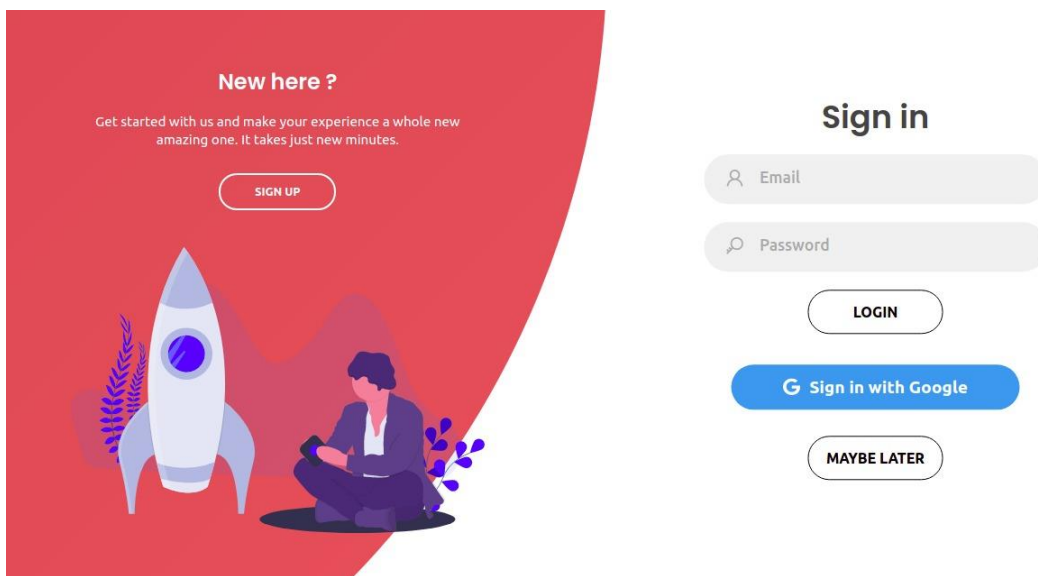 New here ?
Get started with us and make your experience a whole new
amazing one. It takes just new minutes.
SIGN UP
Sign in
Email
Password
LOGIN
G Sign in with Google
MAYBE LATER